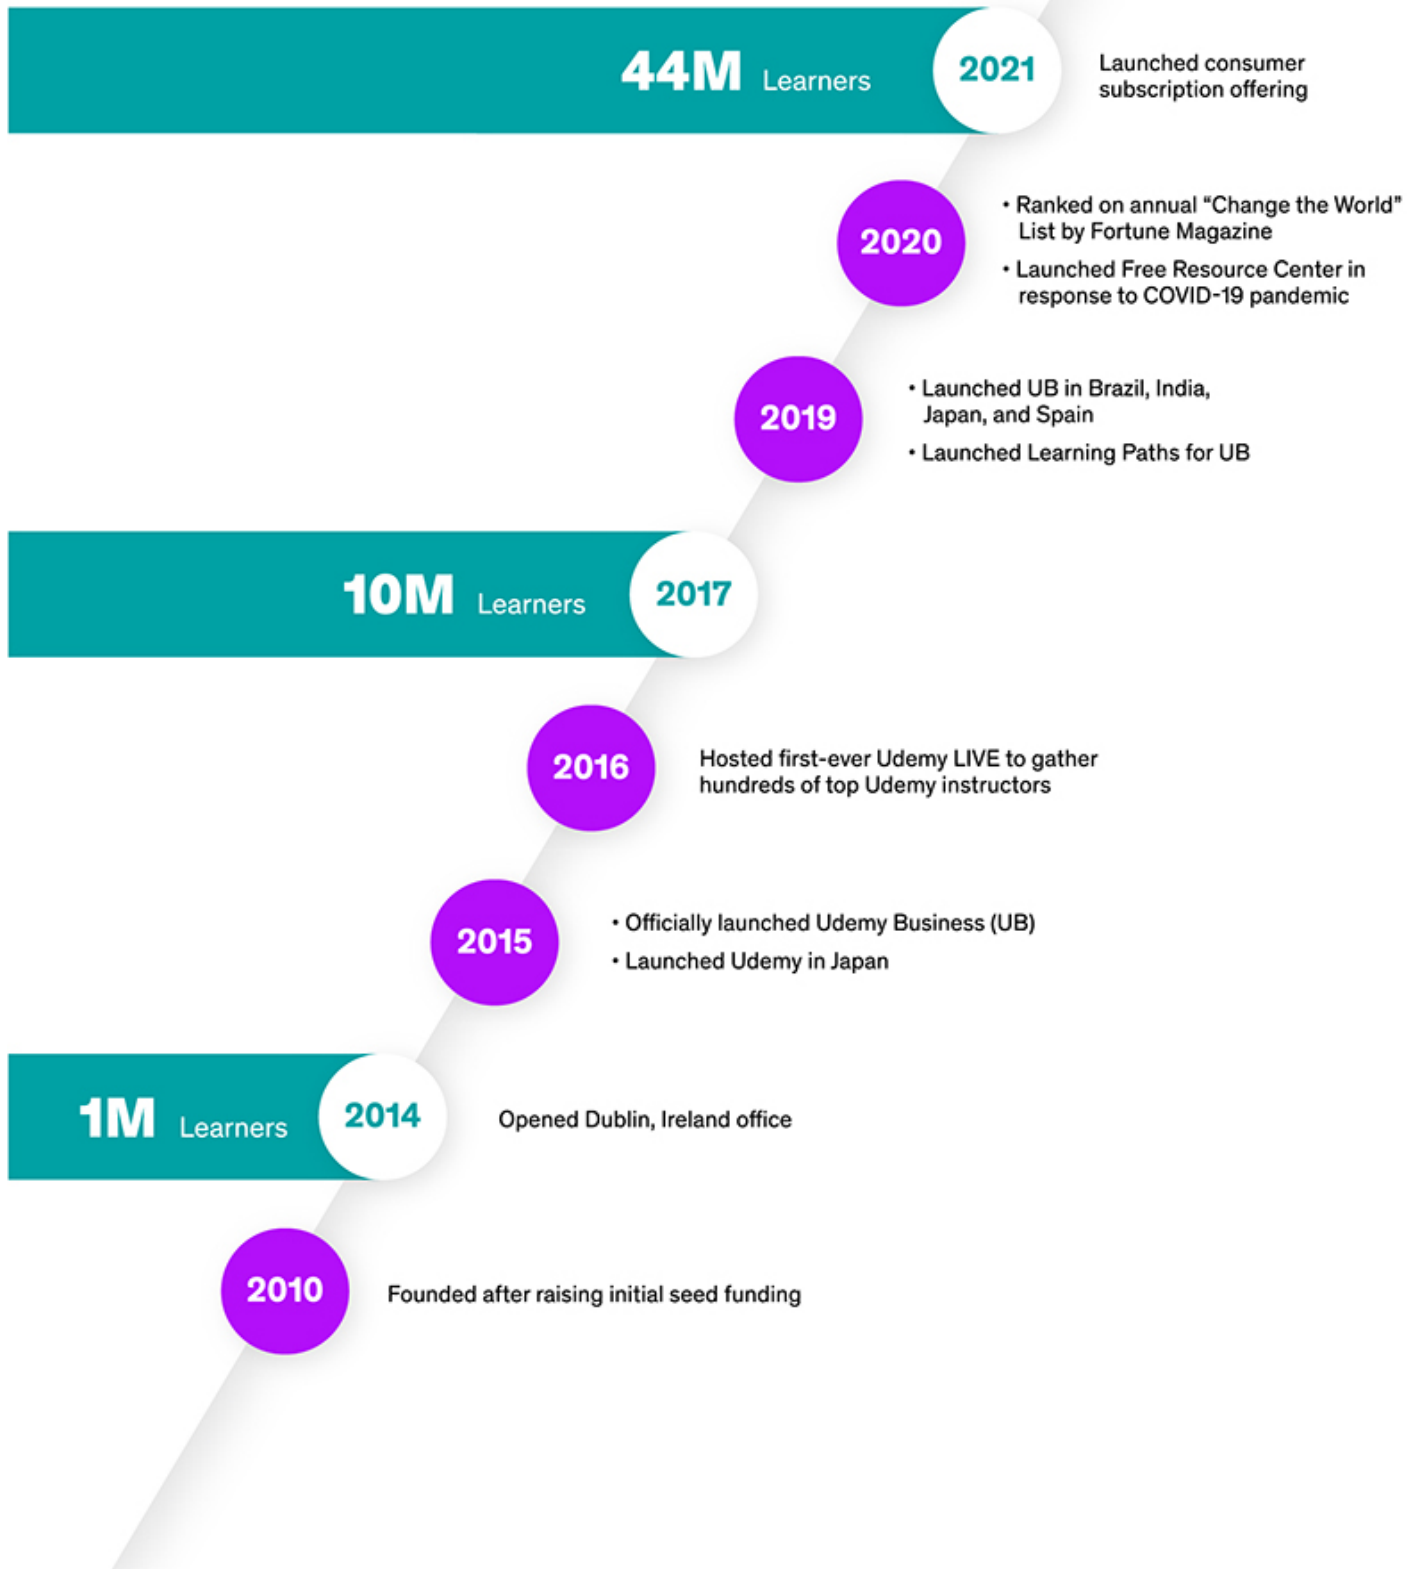 44M Learners
2021
Launched consumer
subscription offering
2020
• Ranked on annual “Change the World”
List by Fortune Magazine
• Launched Free Resource Center in
response to COVID-19 pandemic
2019
• Launched UB in Brazil, India,
Japan, and Spain
• Launched Learning Paths for UB
10M Learners
2017
2016
Hosted first-ever Udemy LIVE to gather
hundreds of top Udemy instructors
2015
• Officially launched Udemy Business (UB)
• Launched Udemy in Japan
1M Learners
2014
Opened Dublin, Ireland office
2010
Founded after raising initial seed funding